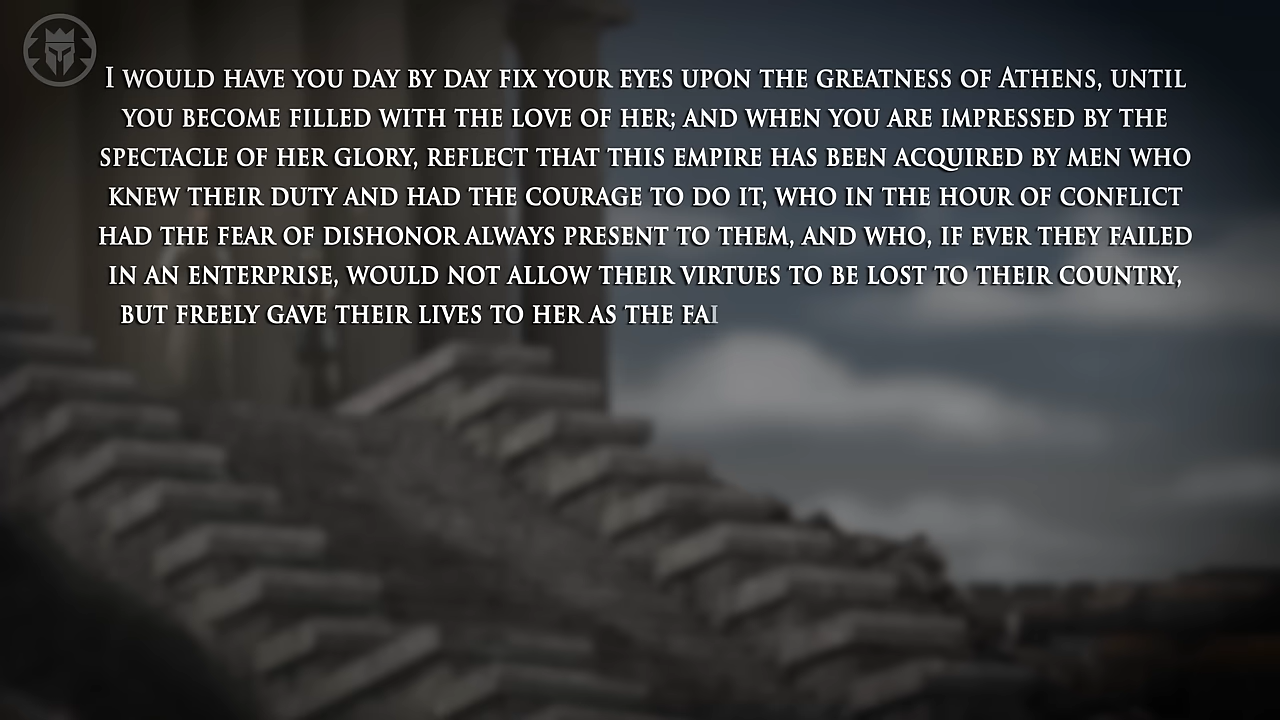 I would have you day by day fix your eyes upon the greatness of Athens, until
you become filled with the love of her; and when you are impressed by the
spectacle of her glory, reflect that this empire has been acquired by men who
knew their duty and had the courage to do it, who in the hour of conflict
had the fear of dishonor always present to them, and who, if ever they failed
in an enterprise, would not allow their virtues to be lost to their country,
but freely gave their lives to her as the fai